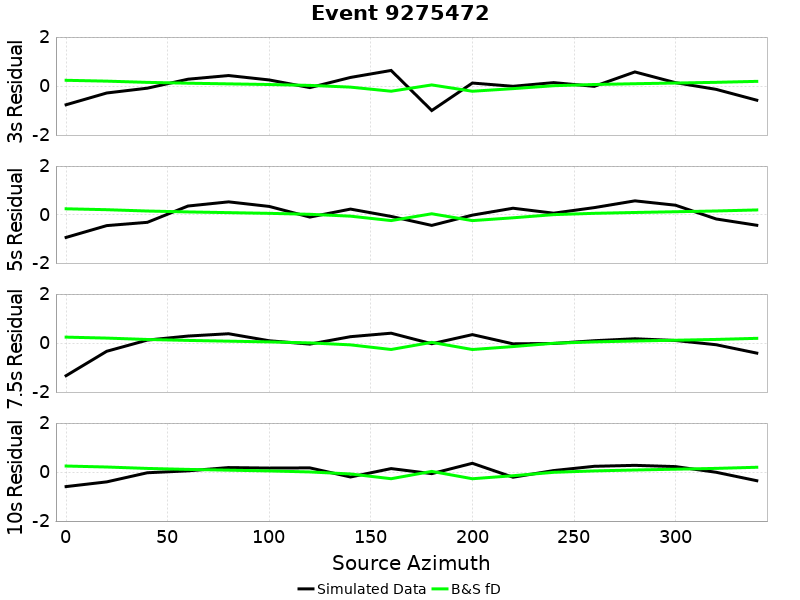 Event 9275472
3s Residual
2
0
-2
5s Residual
2
0
-2
7.5s Residual
2
0
-2
10s Residual
2
0
-2
0 50 100 150 200 250 300
Source Azimuth
Simulated Data B&S fD